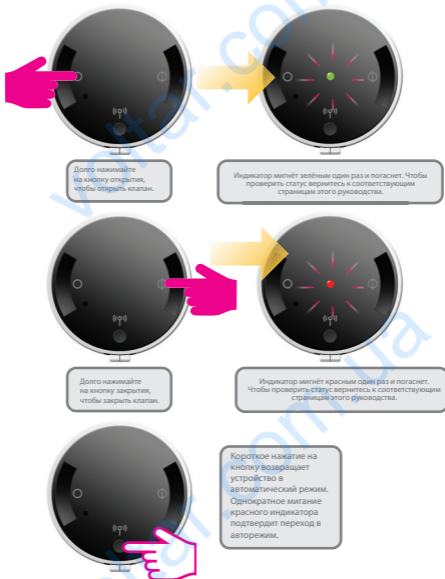 Долго нажимайте
на кнопку открытия,
чтобы открыть клапан.
Индикатор мигнёт зелёным один раз и погаснет. Чтобы
проверить статус вернитесь к соответствующим
страницам этого руководства.
Долго нажимайте
на кнопку закрытия,
чтобы закрыть клапан.
Индикатор мигнёт красным один раз и погаснет.
Чтобы проверить статус вернитесь к соответствующим
страницам этого руководства.
Короткое нажатие на
кнопку возвращает
устройство в
автоматический режим.
Однократное мигание
красного индикатора
подтвердит переход в
авторежим.
voltar.com.ua